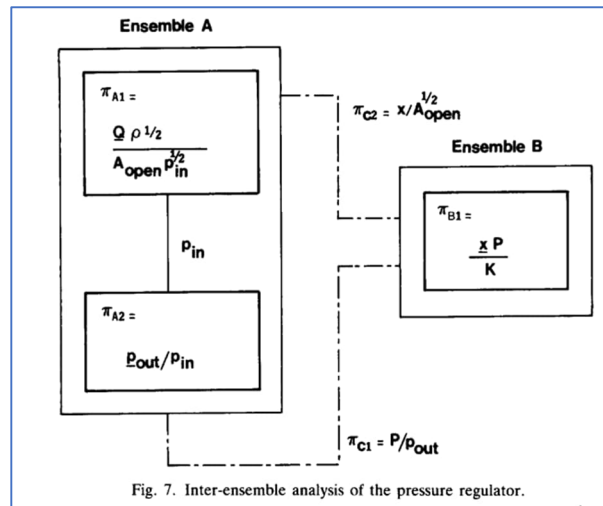 Ensemble A
π_A1 =
Q ρ^1/2
A_open p_in^1/2
p_in
π_A2 =
p_out/p_in
π_C2 = x/A_open^1/2
Ensemble B
π_B1 =
x P
K
π_C1 = P/p_out
Fig. 7. Inter-ensemble analysis of the pressure regulator.